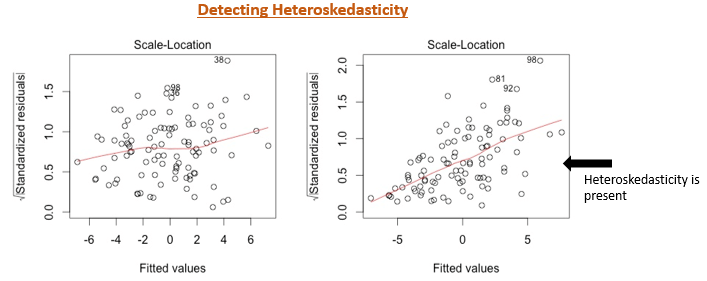 Detecting Heteroskedasticity
Scale-Location
√|Standardized residuals|
1.5
1.0
0.5
0.0
38
98
36
-6 -4 -2 0 2 4 6
Fitted values
Scale-Location
√|Standardized residuals|
2.0
1.5
1.0
0.5
0.0
98
81
92
-5 0 5
Fitted values
Heteroskedasticity is
present